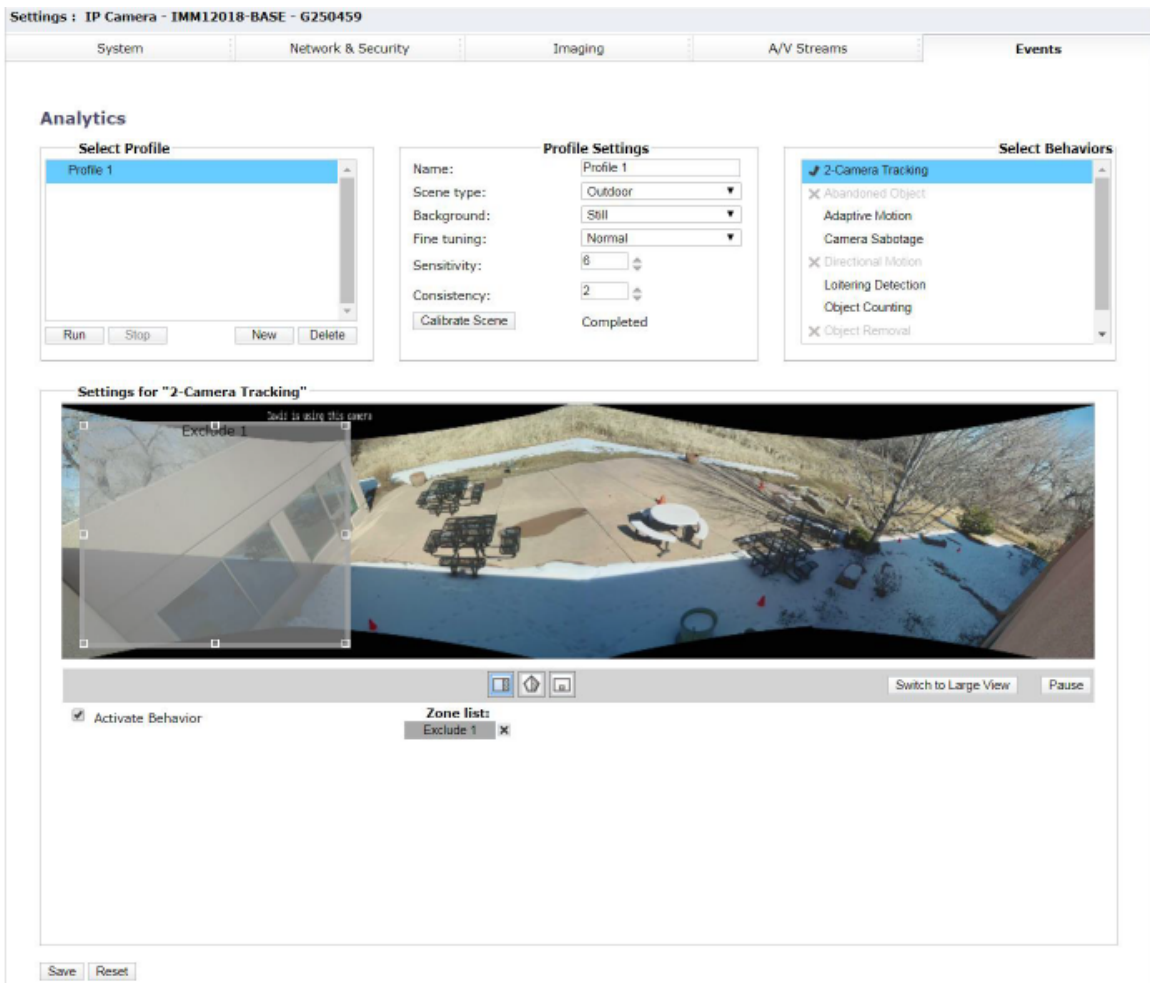 Settings : IP Camera - IMM12018-BASE - G250459
System Network & Security Imaging A/V Streams Events
Analytics
Select Profile
Profile 1
Run Stop New Delete
Profile Settings
Name: Profile 1
Scene type: Outdoor
Background: Still
Fine tuning: Normal
Sensitivity: 6
Consistency: 2
Calibrate Scene Completed
Select Behaviors
2-Camera Tracking
Abandoned Object
Adaptive Motion
Camera Sabotage
Directional Motion
Loitering Detection
Object Counting
Object Removal
Settings for "2-Camera Tracking"
is using this camera
Exclude 1
Switch to Large View Pause
Activate Behavior
Zone list:
Exclude 1
Save Reset